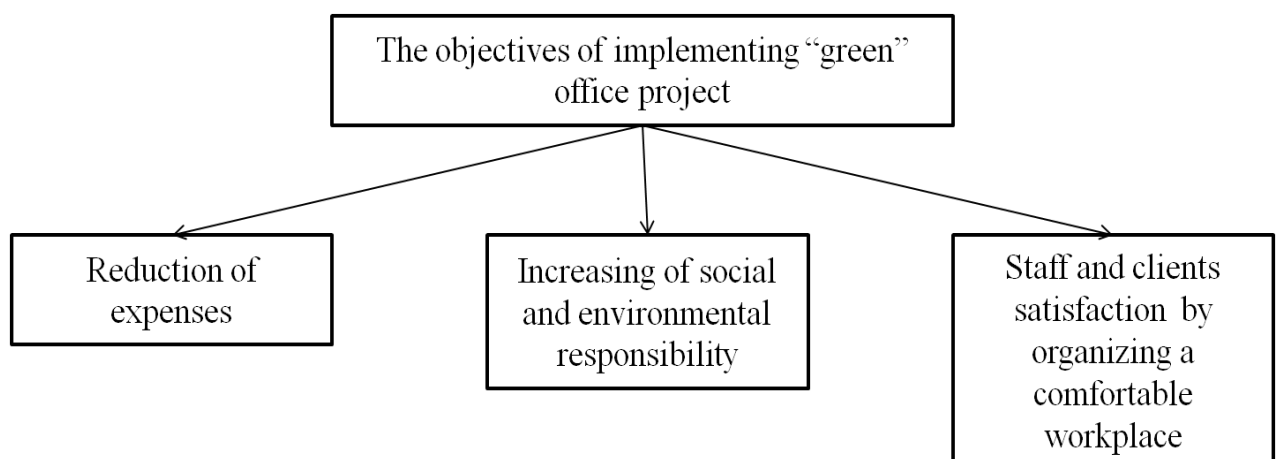 The objectives of implementing “green”
office project
Reduction of
expenses
Increasing of social
and environmental
responsibility
Staff and clients
satisfaction by
organizing a
comfortable
workplace